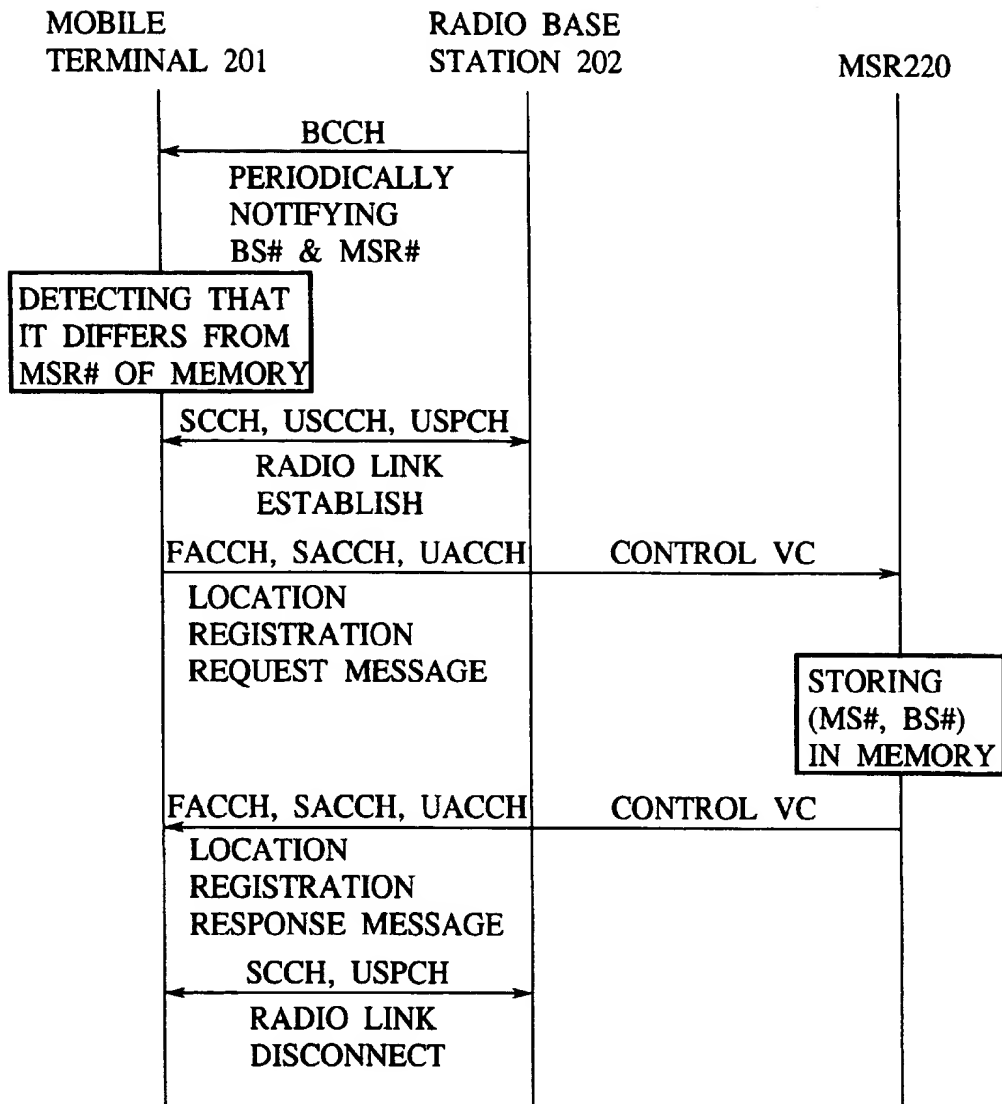 MOBILE
TERMINAL 201
RADIO BASE
STATION 202
MSR220
BCCH
PERIODICALLY
NOTIFYING
BS# & MSR#
DETECTING THAT
IT DIFFERS FROM
MSR# OF MEMORY
SCCH, USCCH, USPCH
RADIO LINK
ESTABLISH
FACCH, SACCH, UACCH
CONTROL VC
LOCATION
REGISTRATION
REQUEST MESSAGE
STORING
(MS#, BS#)
IN MEMORY
FACCH, SACCH, UACCH
CONTROL VC
LOCATION
REGISTRATION
RESPONSE MESSAGE
SCCH, USPCH
RADIO LINK
DISCONNECT